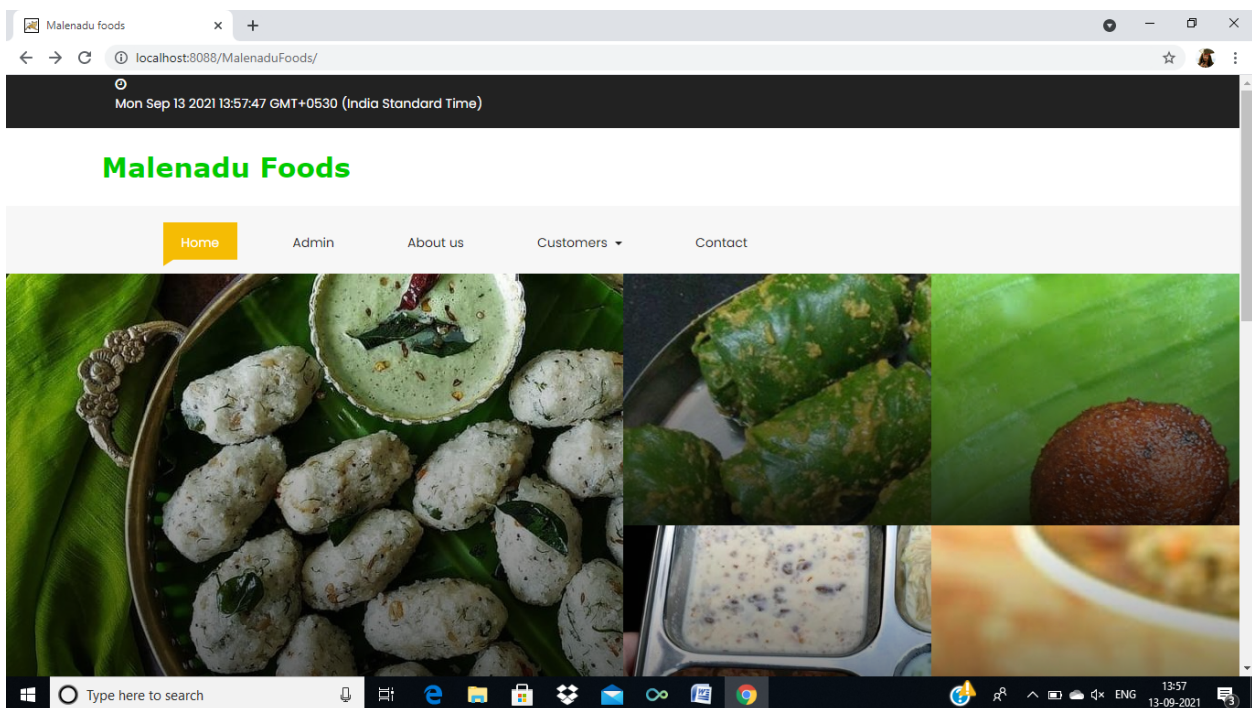 Malenadu foods
localhost:8088/MalenaduFoods/
Mon Sep 13 2021 13:57:47 GMT+0530 (India Standard Time)
Malenadu Foods
Home Admin About us Customers Contact
Type here to search
ENG
13:57
13-09-2021
3